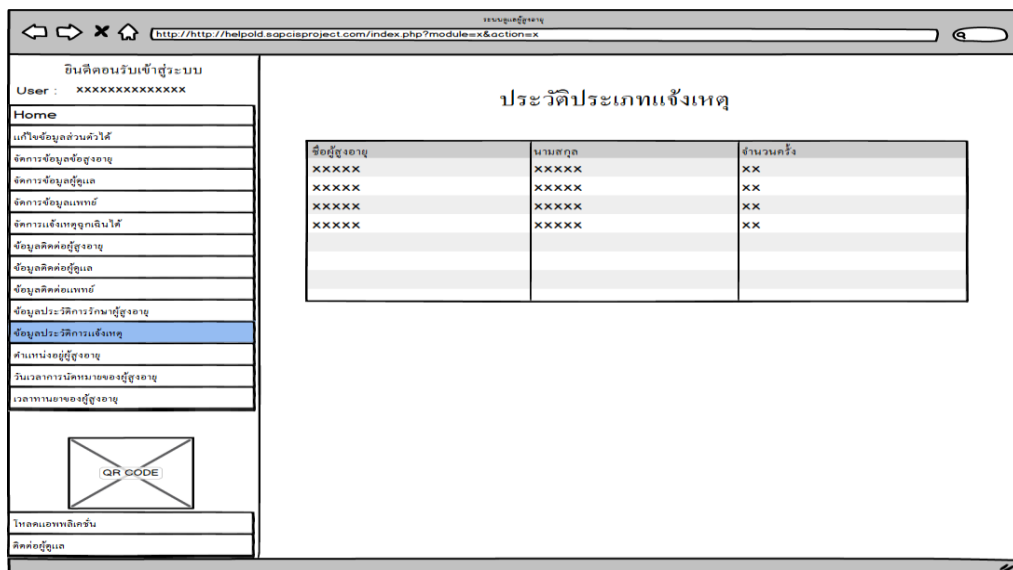 ระบบดูแลผู้สูงอายุ
http://http://helpold.sapcisproject.com/index.php?module=x&action=x
ยินดีตอนรับเข้าสู่ระบบ
User : xxxxxxxxxxxxxx
Home
แก้ไขข้อมูลส่วนตัวได้
จัดการข้อมูลข้อสูงอายุ
จัดการข้อมูลผู้ดูแล
จัดการข้อมูลแพทย์
จัดการแจ้งเหตุฉุกเฉินได้
ข้อมูลติดต่อผู้สูงอายุ
ข้อมูลติดต่อผู้ดูแล
ข้อมูลติดต่อแพทย์
ข้อมูลประวัติการรักษาผู้สูงอายุ
ข้อมูลประวัติการแจ้งเหตุ
ตำแหน่งอยู่ผู้สูงอายุ
วันเวลาการนัดหมายของผู้สูงอายุ
เวลาทานยาของผู้สูงอายุ
QR CODE
โหลดแอพพลิเคชั่น
ติดต่อผู้ดูแล
ประวัติประเภทแจ้งเหตุ
ชื่อผู้สูงอายุ นามสกุล จำนวนครั้ง
xxxxx xxxxx xx
xxxxx xxxxx xx
xxxxx xxxxx xx
xxxxx xxxxx xx